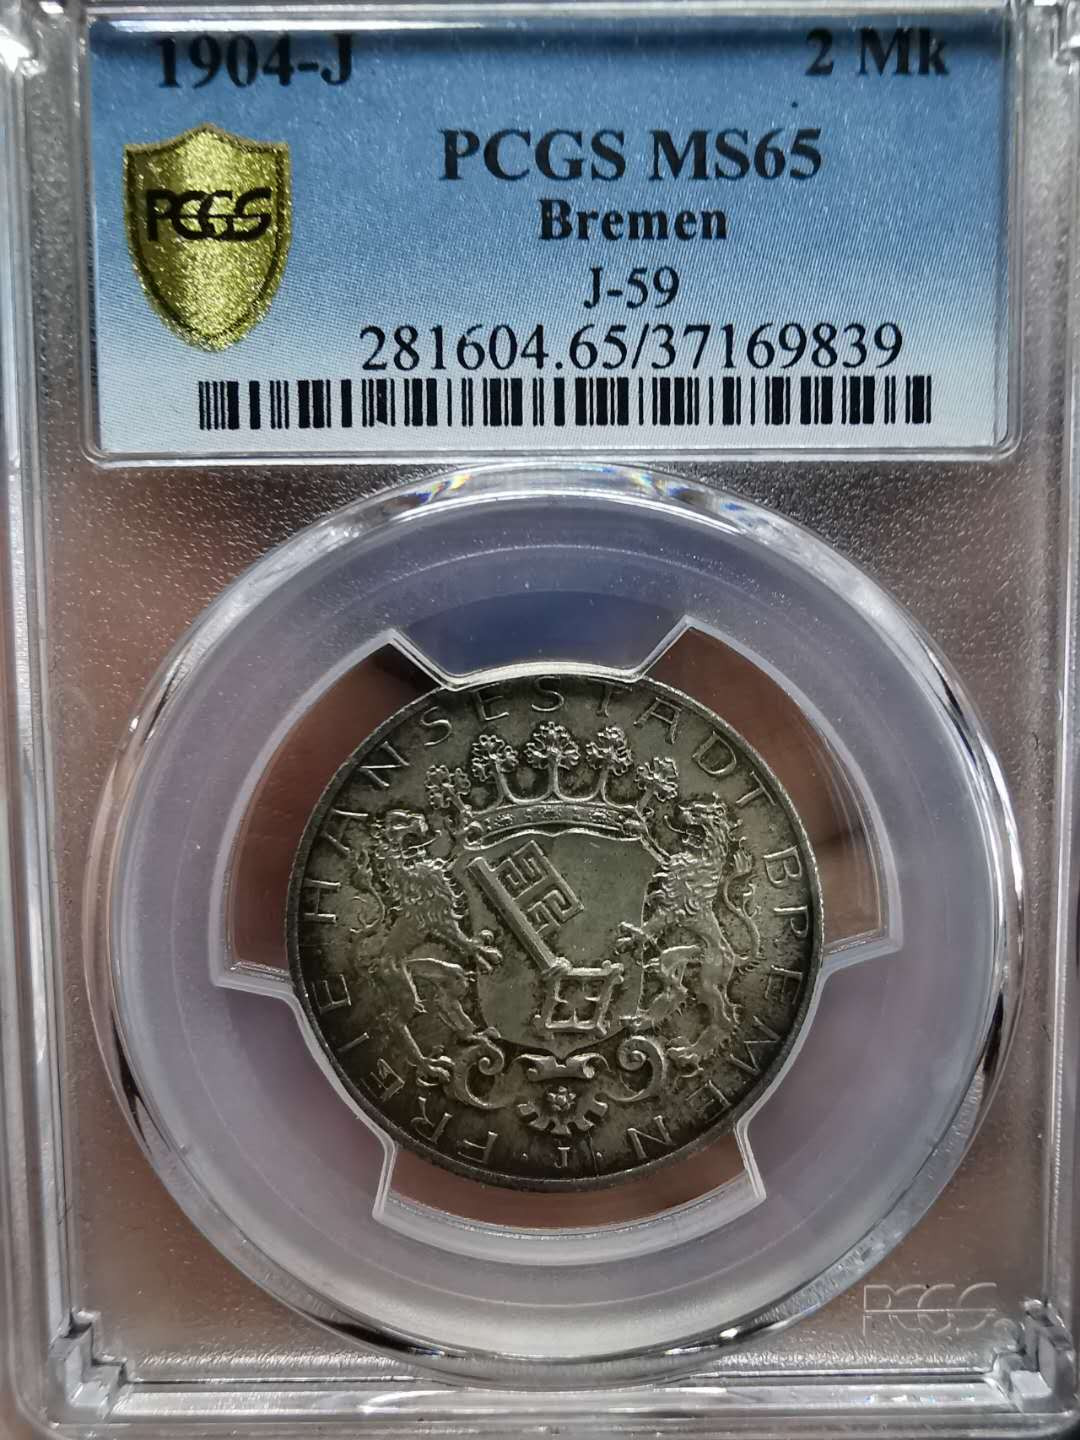 1904-J 2 Mk
PCGS MS65
Bremen
PCGS
J-59
281604.65/37169839
FREIE HANSESTADT BREMEN
· J ·
PCGS